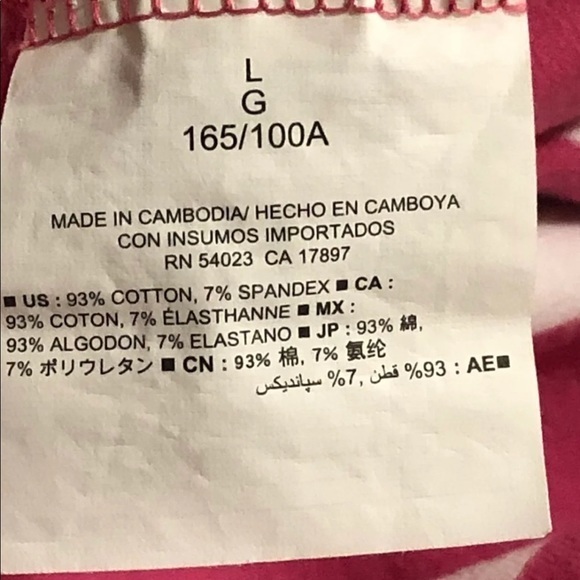 L
G
165/100A
MADE IN CAMBODIA/ HECHO EN CAMBOYA
CON INSUMOS IMPORTADOS
RN 54023 CA 17897
■ US : 93% COTTON, 7% SPANDEX ■ CA :
93% COTON, 7% ÉLASTHANNE ■ MX :
93% ALGODON, 7% ELASTANO ■ JP : 93% 綿,
7% ポリウレタン ■ CN : 93% 棉, 7% 氨纶
■AE : 93% قطن ,7% سپاندیکس